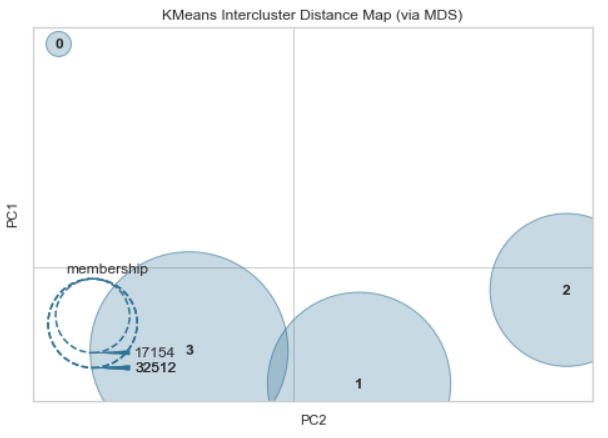 KMeans Intercluster Distance Map (via MDS)
0
PC1
membership
2
17154
3
32512
1
PC2